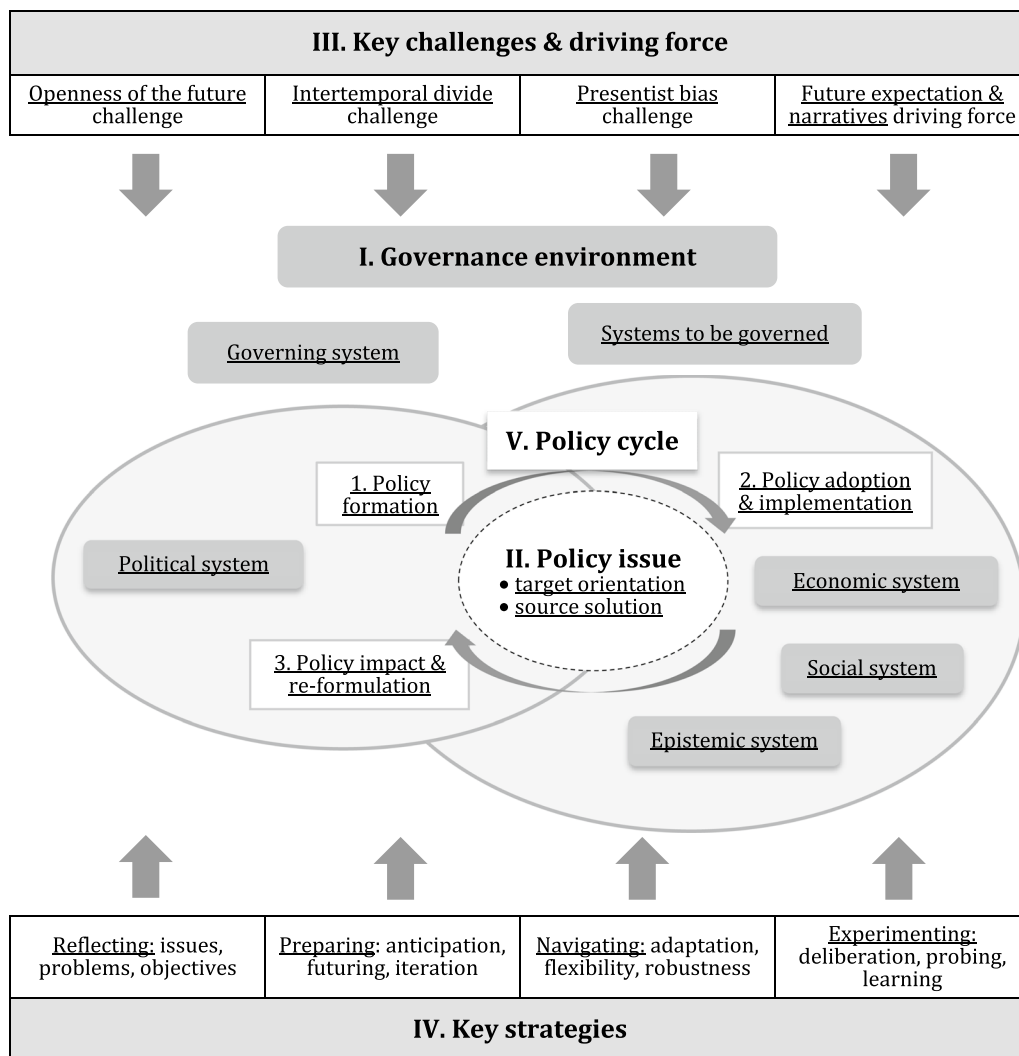 III. Key challenges & driving force
Openness of the future
challenge
Intertemporal divide
challenge
Presentist bias
challenge
Future expectation &
narratives driving force
I. Governance environment
Governing system
Systems to be governed
V. Policy cycle
1. Policy
formation
2. Policy adoption
& implementation
II. Policy issue
• target orientation
• source solution
Political system
Economic system
3. Policy impact &
re-formulation
Social system
Epistemic system
Reflecting: issues,
problems, objectives
Preparing: anticipation,
futuring, iteration
Navigating: adaptation,
flexibility, robustness
Experimenting:
deliberation, probing,
learning
IV. Key strategies